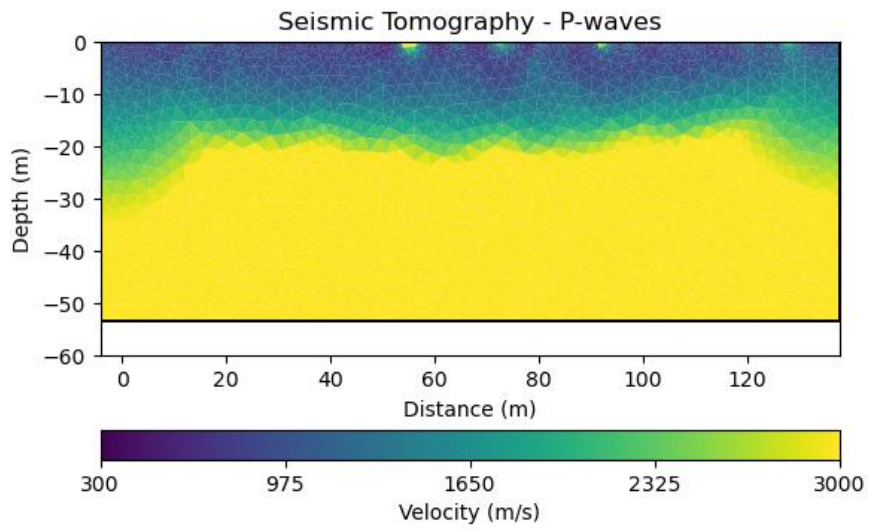 Seismic Tomography - P-waves
0
−10
−20
−30
−40
−50
−60
Depth (m)
0 20 40 60 80 100 120
Distance (m)
300 975 1650 2325 3000
Velocity (m/s)